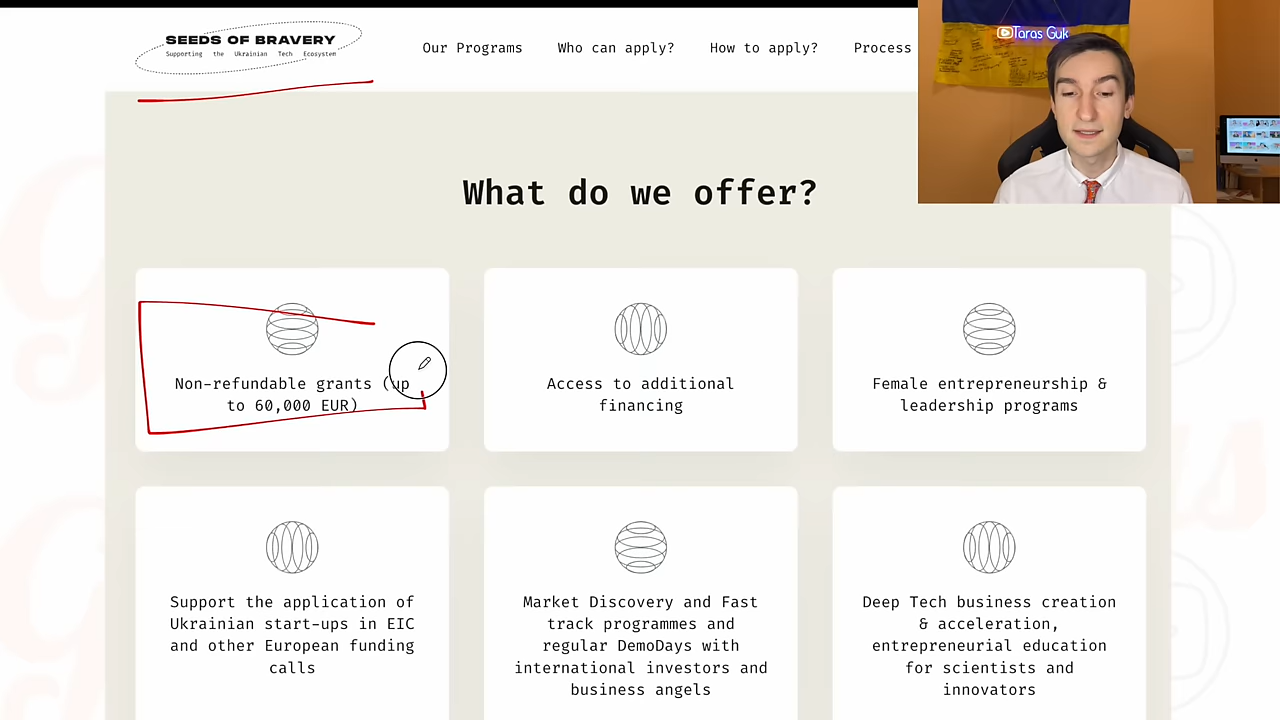 SEEDS OF BRAVERY
Supporting the Ukrainian Tech Ecosystem
Our Programs
Who can apply?
How to apply?
Process
Taras Guk
What do we offer?
Non-refundable grants (up
to 60,000 EUR)
Access to additional
financing
Female entrepreneurship &
leadership programs
Support the application of
Ukrainian start-ups in EIC
and other European funding
calls
Market Discovery and Fast
track programmes and
regular DemoDays with
international investors and
business angels
Deep Tech business creation
& acceleration,
entrepreneurial education
for scientists and
innovators